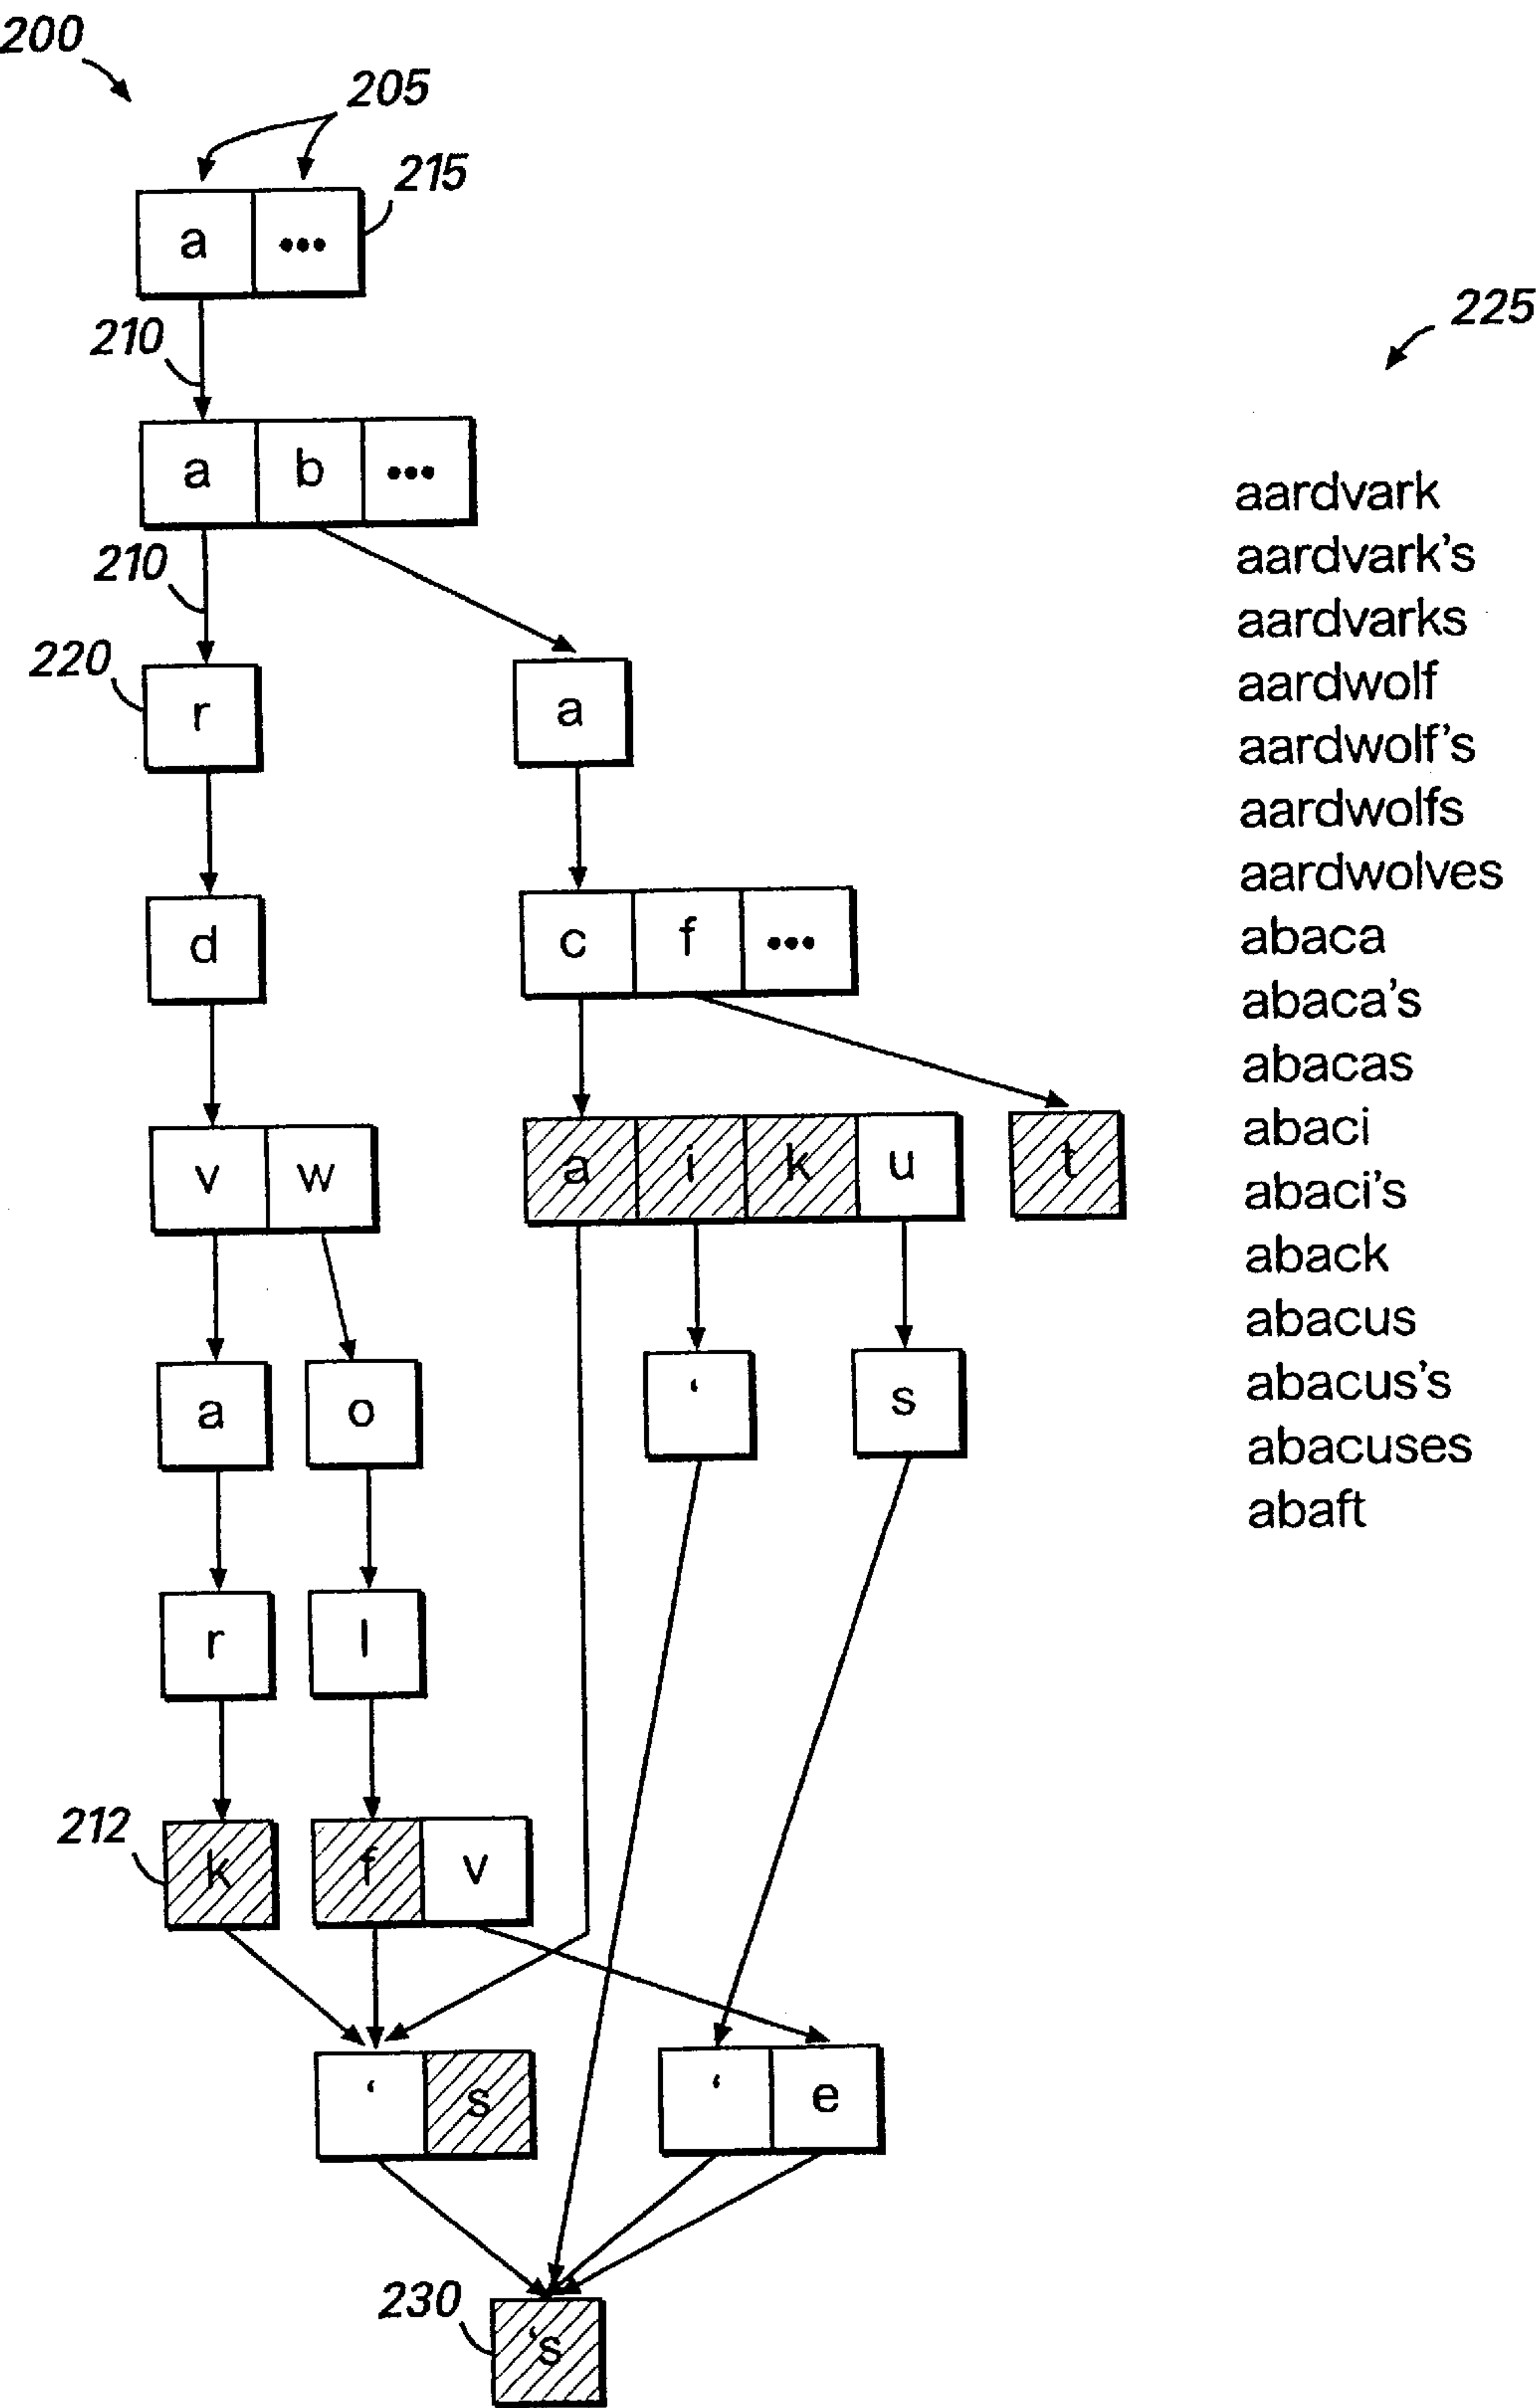 200
205
215
a •••
210
225
a b •••
210
220
r a
d
c f •••
v w
a i k u t
a o ‘ s
r l
212
k f v
‘ s ‘ e
230
‘s
aardvark
aardvark’s
aardvarks
aardwolf
aardwolf’s
aardwolfs
aardwolves
abaca
abaca’s
abacas
abaci
abaci’s
aback
abacus
abacus’s
abacuses
abaft